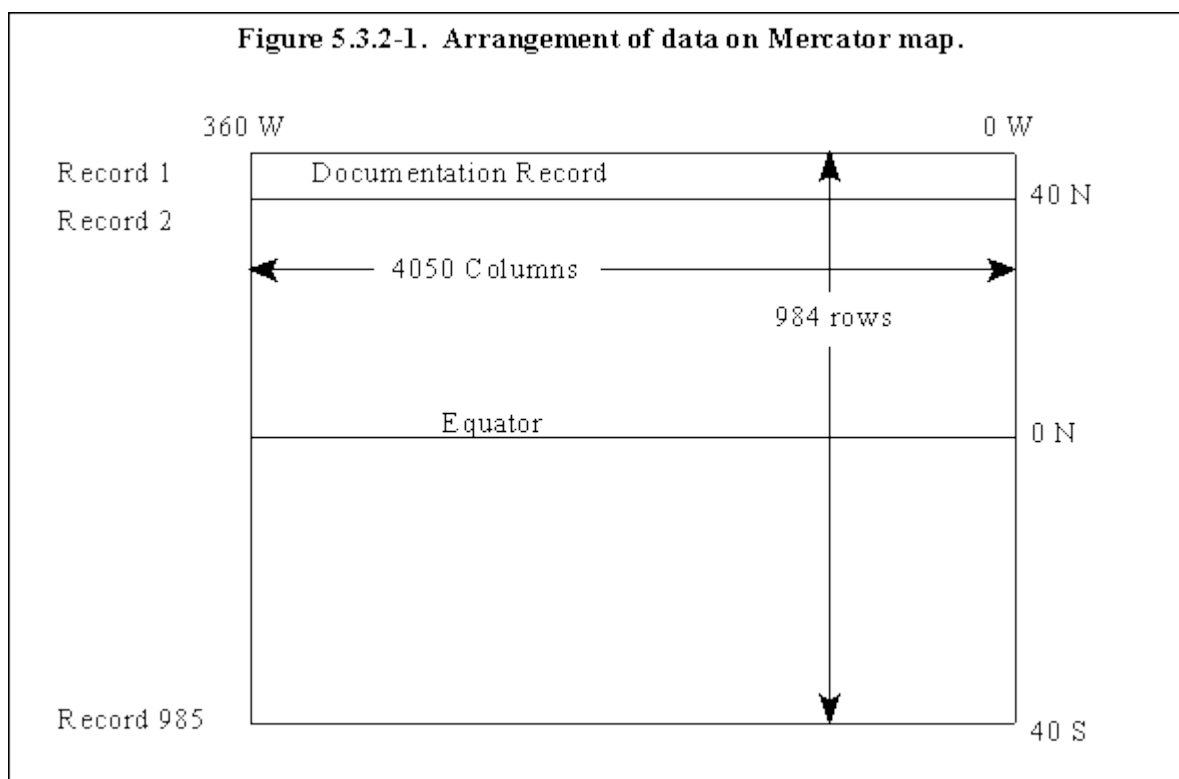 Figure 5.3.2-1. Arrangement of data on Mercator map.
360 W
0 W
Record 1
Documentation Record
40 N
Record 2
4050 Columns
984 rows
Equator
0 N
Record 985
40 S